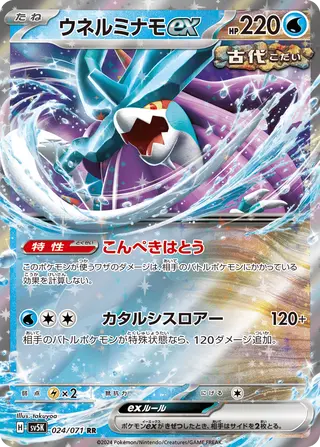 たね
ウネルミナモex
HP220
古代 こだい
特性 とくせい
こんぺきはとう
このポケモンが使うワザのダメージは、相手のバトルポケモンにかかっている
効果を計算しない。
カタルシスロアー 120+
相手のバトルポケモンが特殊状態なら、120ダメージ追加。
弱点 ×2 抵抗力 にげる
Illus. takuyoa
exルール
ポケモンexがきぜつしたとき、相手はサイドを2枚とる。
H SV5K 024/071 RR
©2024 Pokémon/Nintendo/Creatures/GAME FREAK.